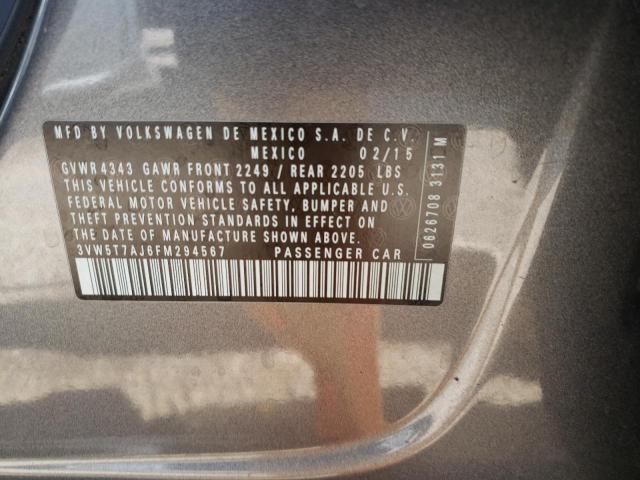 MFD BY VOLKSWAGEN DE MEXICO S.A. DE C.V.
MEXICO 02/15
GVWR 4343 GAWR FRONT 2249 / REAR 2205 LBS
THIS VEHICLE CONFORMS TO ALL APPLICABLE U.S.
FEDERAL MOTOR VEHICLE SAFETY, BUMPER AND
THEFT PREVENTION STANDARDS IN EFFECT ON
THE DATE OF MANUFACTURE SHOWN ABOVE.
3VW5T7AJ6FM294567 PASSENGER CAR
0626708 3131 M